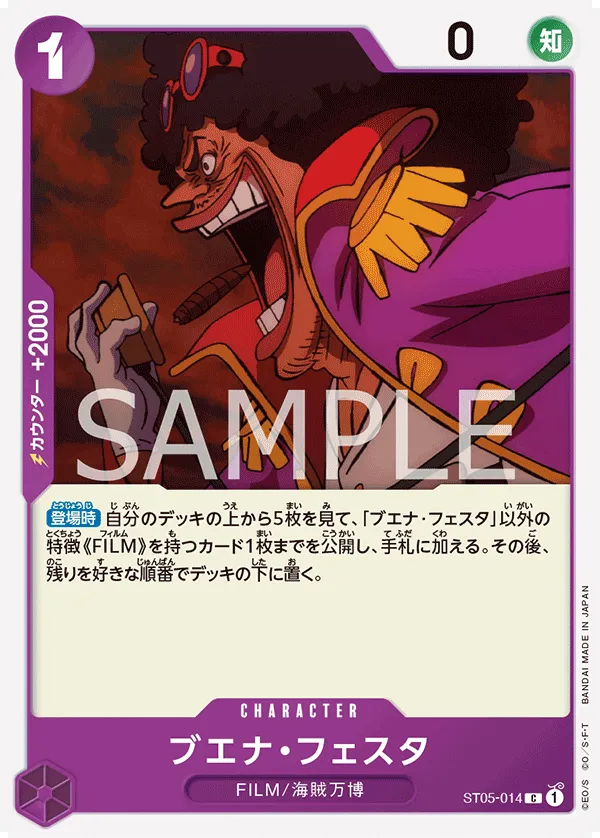 1
0
知
カウンター +2000
SAMPLE
登場時 自分のデッキの上から5枚を見て、「ブエナ・フェスタ」以外の
特徴《FILM》を持つカード1枚までを公開し、手札に加える。その後、
残りを好きな順番でデッキの下に置く。
CHARACTER
ブエナ・フェスタ
FILM/海賊万博
ST05-014 C 1
©EO/S ©O/S・F・T BANDAI MADE IN JAPAN